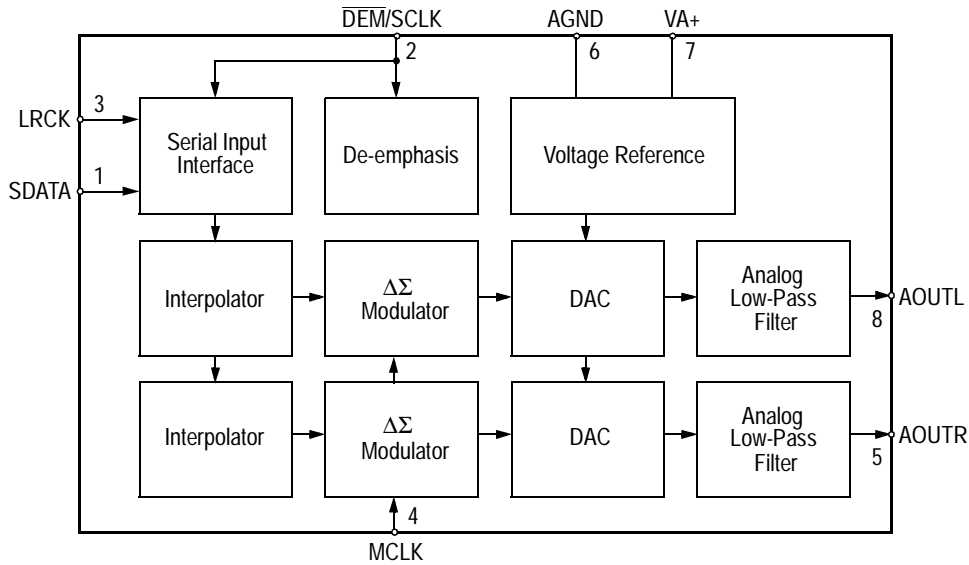 DEM/SCLK
AGND
VA+
2
6
7
LRCK
3
SDATA
1
Serial Input
Interface
De-emphasis
Voltage Reference
Interpolator
ΔΣ
Modulator
DAC
Analog
Low-Pass
Filter
AOUTL
8
Interpolator
ΔΣ
Modulator
DAC
Analog
Low-Pass
Filter
AOUTR
5
4
MCLK